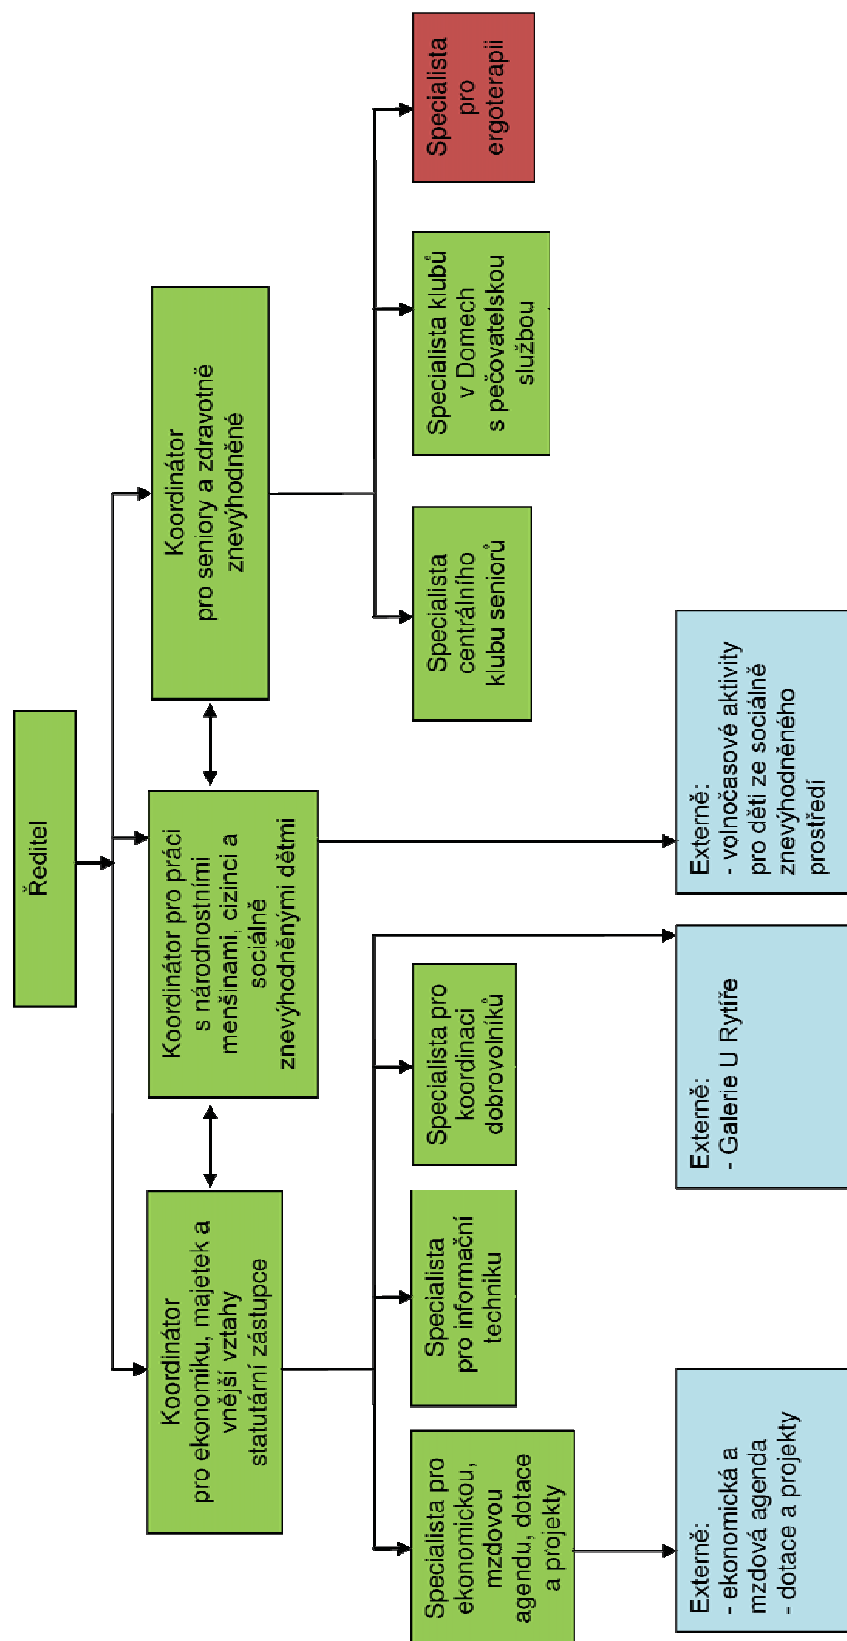 Ředitel
Koordinátor
pro ekonomiku, majetek a
vnější vztahy
statutární zástupce
Koordinátor pro práci
s národnostními
menšinami, cizinci a
sociálně
znevýhodněnými dětmi
Koordinátor
pro seniory a zdravotně
znevýhodněné
Specialista pro
ekonomickou,
mzdovou
agendu, dotace
a projekty
Specialista
pro informační
techniku
Specialista pro
koordinaci
dobrovolníků
Specialista
centrálního
klubu seniorů
Specialista klubů
v Domech
s pečovatelskou
službou
Specialista
pro
ergoterapii
Externě:
- ekonomická a
mzdová agenda
- dotace a projekty
Externě:
- Galerie U Rytíře
Externě:
- volnočasové aktivity
pro děti ze sociálně
znevýhodněného
prostředí